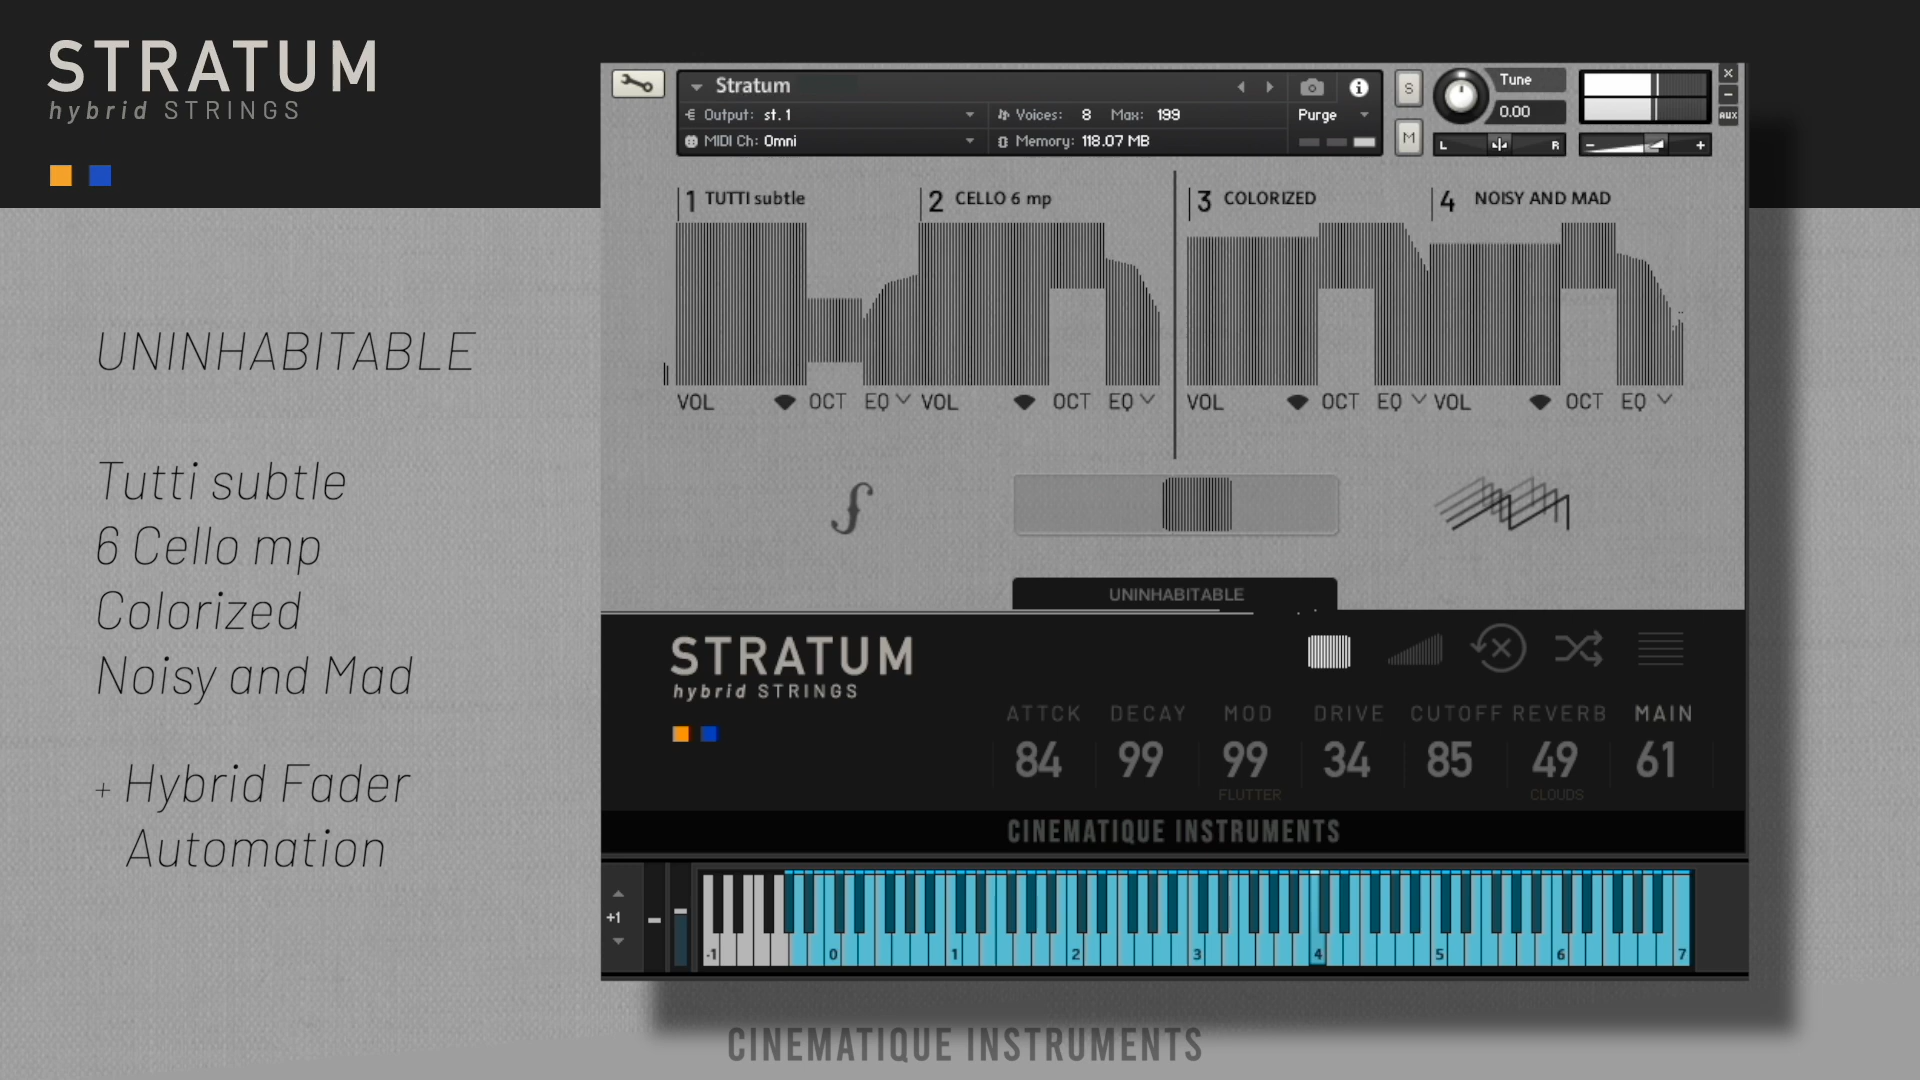 STRATUM
hybrid STRINGS
UNINHABITABLE
Tutti subtle
6 Cello mp
Colorized
Noisy and Mad
+ Hybrid Fader
Automation
Stratum
Output: st.1
Voices: 8 Max: 199
Purge
MIDI Ch: Omni
Memory: 118.07 MB
S
M
Tune
0.00
L R
- +
×
-
AUX
1 TUTTI subtle
2 CELLO 6 mp
3 COLORIZED
4 NOISY AND MAD
VOL OCT EQ VOL OCT EQ VOL OCT EQ VOL OCT EQ
UNINHABITABLE
STRATUM
hybrid STRINGS
ATTCK DECAY MOD DRIVE CUTOFF REVERB MAIN
84 99 99 34 85 49 61
FLUTTER CLOUDS
CINEMATIQUE INSTRUMENTS
+1
-1 0 1 2 3 4 5 6 7
CINEMATIQUE INSTRUMENTS